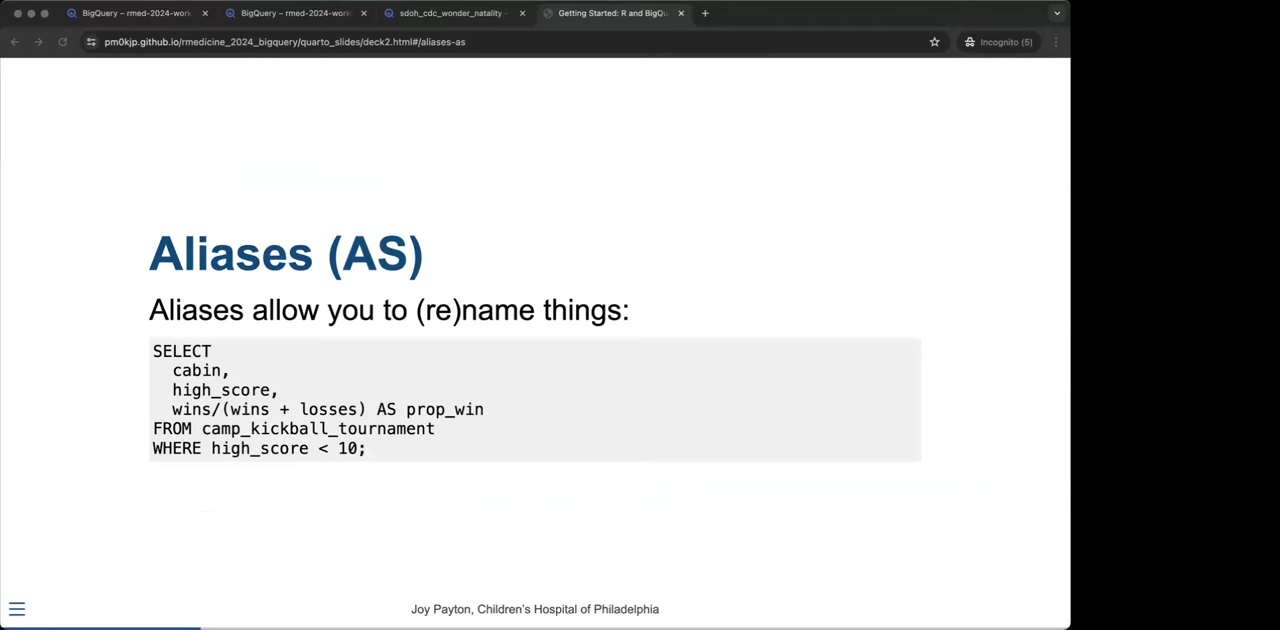 BigQuery – rmed-2024-work
BigQuery – rmed-2024-work
sdoh_cdc_wonder_natality -
Getting Started: R and BigQu
pm0kjp.github.io/rmedicine_2024_bigquery/quarto_slides/deck2.html#/aliases-as
Incognito (5)
Aliases (AS)
Aliases allow you to (re)name things:
SELECT
cabin,
high_score,
wins/(wins + losses) AS prop_win
FROM camp_kickball_tournament
WHERE high_score < 10;
Joy Payton, Children's Hospital of Philadelphia